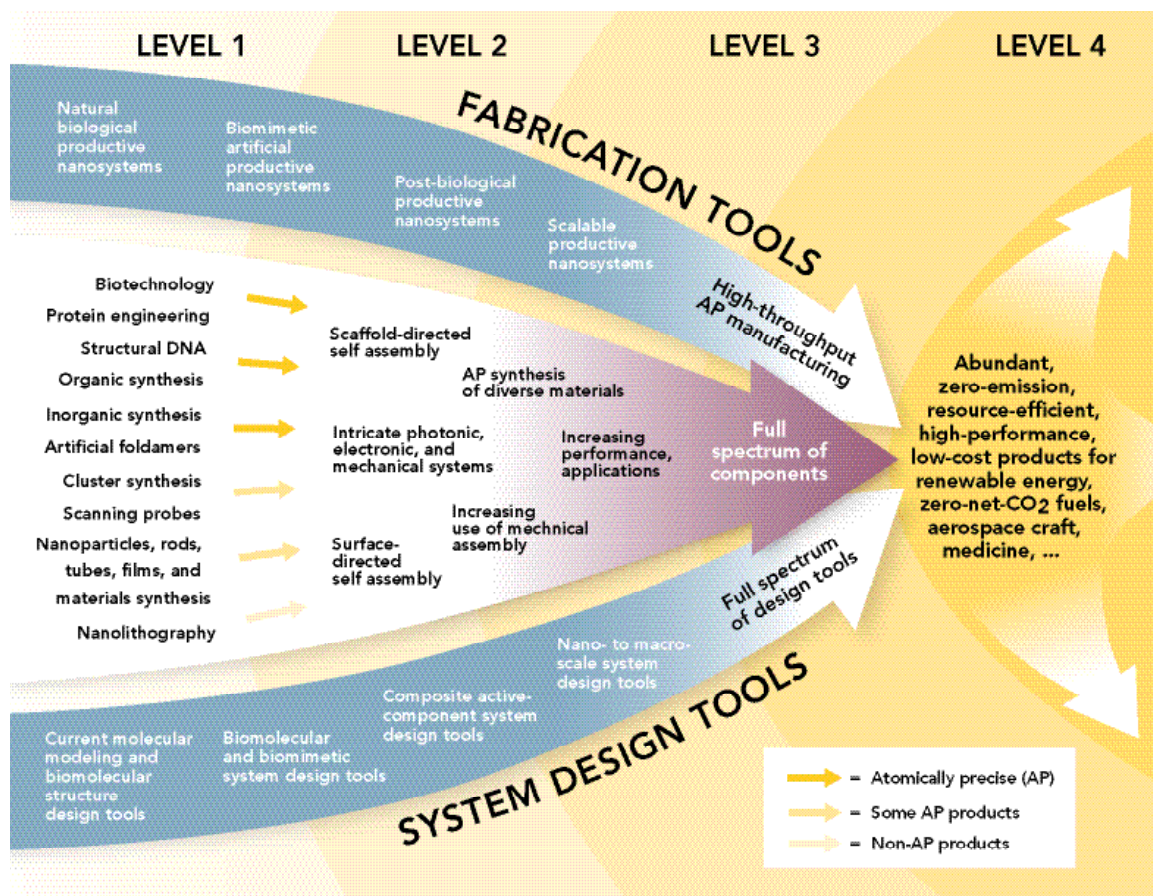 LEVEL 1
LEVEL 2
LEVEL 3
LEVEL 4
FABRICATION TOOLS
Natural
biological
productive
nanosystems
Biomimetic
artificial
productive
nanosystems
Post-biological
productive
nanosystems
Scalable
productive
nanosystems
High-throughput
AP manufacturing
Biotechnology
Protein engineering
Structural DNA
Organic synthesis
Inorganic synthesis
Artificial foldamers
Cluster synthesis
Scanning probes
Nanoparticles, rods,
tubes, films, and
materials synthesis
Nanolithography
Scaffold-directed
self assembly
AP synthesis
of diverse materials
Intricate photonic,
electronic, and
mechanical systems
Increasing
performance,
applications
Increasing
use of mechnical
assembly
Surface-
directed
self assembly
Full
spectrum of
components
Abundant,
zero-emission,
resource-efficient,
high-performance,
low-cost products for
renewable energy,
zero-net-CO2 fuels,
aerospace craft,
medicine, ...
Current molecular
modeling and
biomolecular
structure
design tools
Biomolecular
and biomimetic
system design tools
Composite active-
component system
design tools
Nano- to macro-
scale system
design tools
Full spectrum
of design tools
SYSTEM DESIGN TOOLS
= Atomically precise (AP)
= Some AP products
= Non-AP products